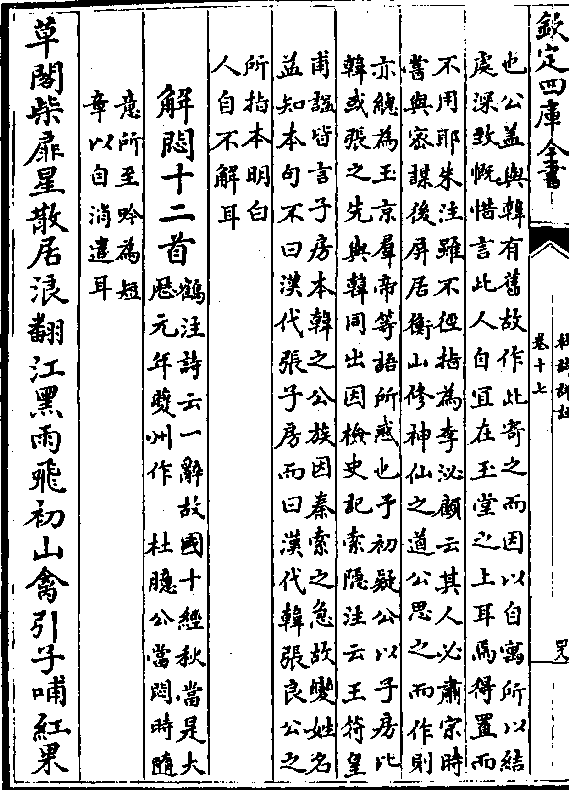 欽定四庫全書
杜詩詳註
卷十七
四八
也公蓋與韓有舊故作此寄之而因以自寓所以結
處深致慨惜言此人自宜在玉堂之上耳焉得置而
不用耶朱注雖不徑指為李泌顧云其人必肅宗時
嘗與密謀後屏居衡山修神仙之道公思之而作則
亦總為玉京羣帝等語所惑也予初疑公以子房比
韓或張之先與韓同出因檢史記索隱注云王符皇
甫謐皆言子房本韓之公族因秦索之急故變姓名
益知本句不曰漢代張子房而曰漢代韓張良公之
所指本明白
人自不解耳
解悶十二首
鶴注詩云一辭故國十經秋當是大
厯元年夔州作 杜臆公當悶時隨
意所至吟為短
章以自消遣耳
草閣柴扉星散居浪翻江黑雨飛初山禽引子哺紅果